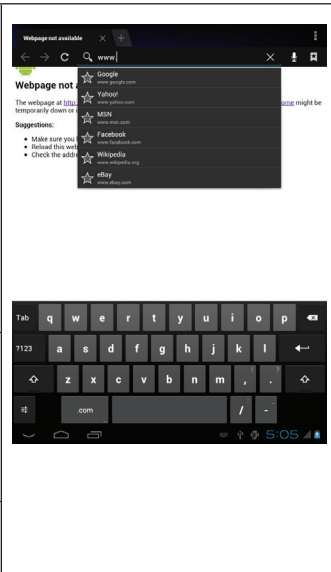 Webpage not available
www.
Google
www.google.com
Yahoo!
www.yahoo.com
MSN
www.msn.com
Facebook
www.facebook.com
Wikipedia
www.wikipedia.org
eBay
www.ebay.com
Webpage not a
The webpage at http: ome might be
temporarily down or
Suggestions:
Make sure you
Reload this web
Check the addre
Tab q w e r t y u i o p
?123 a s d f g h j k l
z x c v b n m , ! . ?
.com / -
5:05